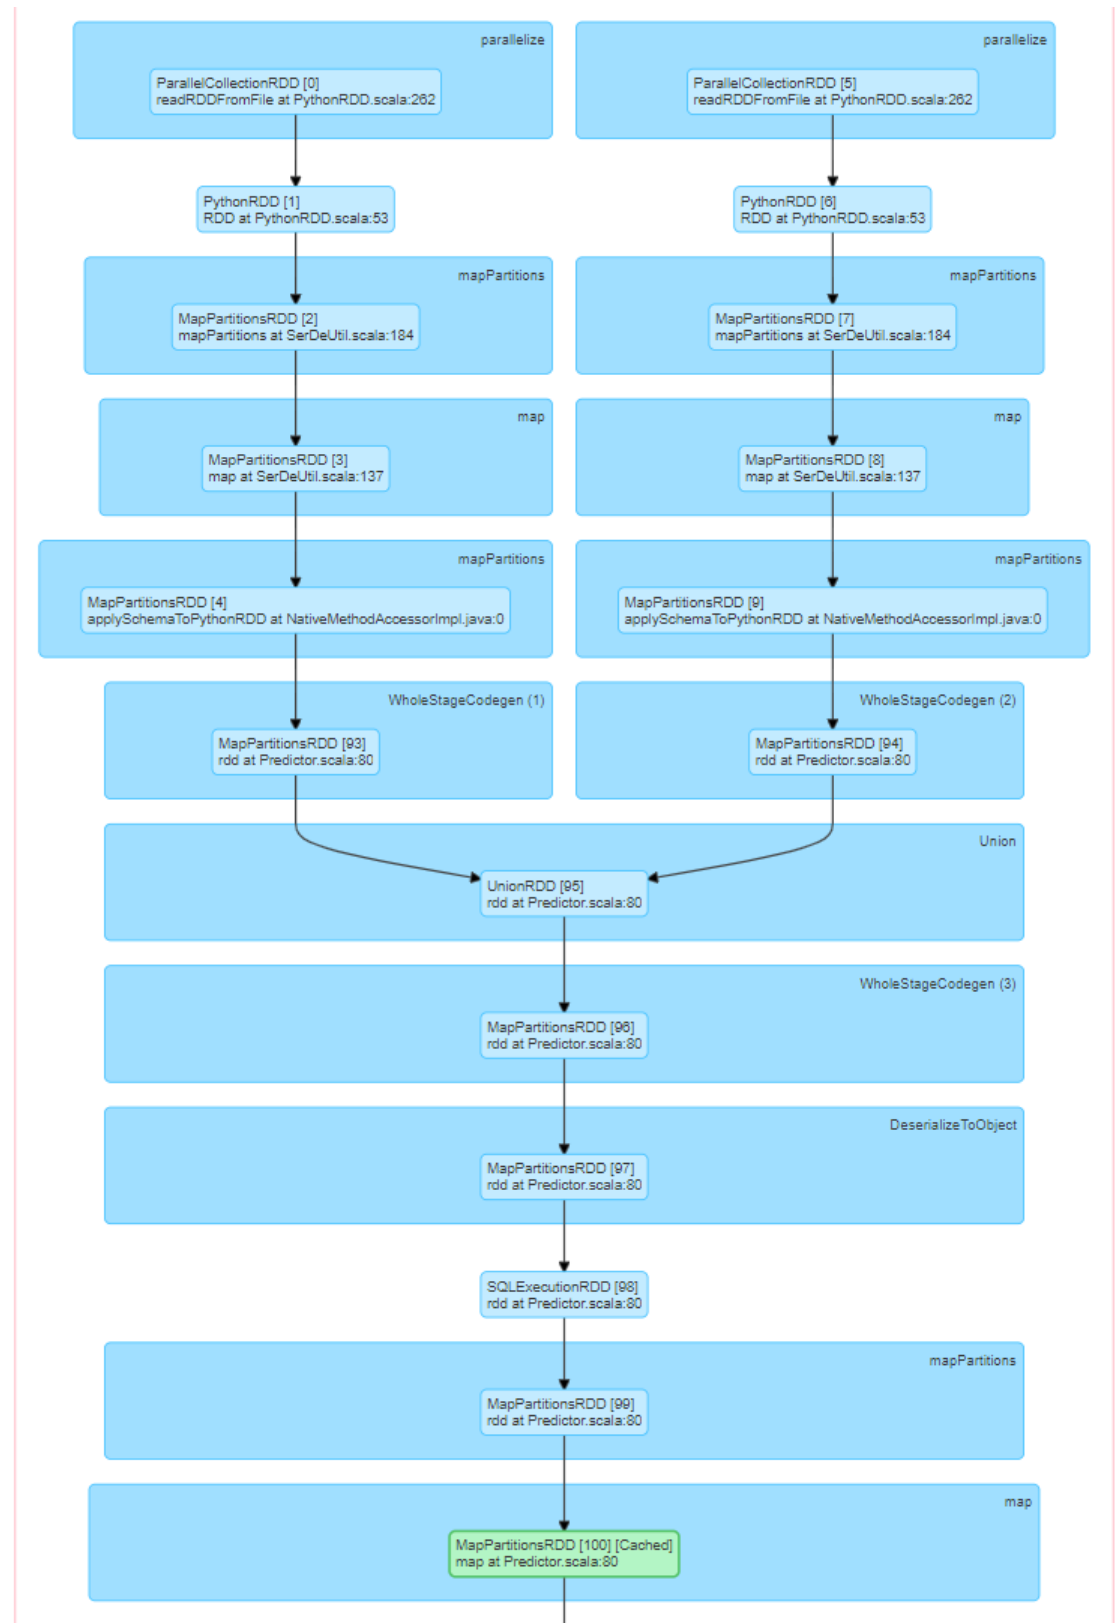 parallelize
ParallelCollectionRDD [0]
readRDDFromFile at PythonRDD.scala:262
parallelize
ParallelCollectionRDD [5]
readRDDFromFile at PythonRDD.scala:262
PythonRDD [1]
RDD at PythonRDD.scala:53
PythonRDD [6]
RDD at PythonRDD.scala:53
mapPartitions
MapPartitionsRDD [2]
mapPartitions at SerDeUtil.scala:184
mapPartitions
MapPartitionsRDD [7]
mapPartitions at SerDeUtil.scala:184
map
MapPartitionsRDD [3]
map at SerDeUtil.scala:137
map
MapPartitionsRDD [8]
map at SerDeUtil.scala:137
mapPartitions
MapPartitionsRDD [4]
applySchemaToPythonRDD at NativeMethodAccessorImpl.java:0
mapPartitions
MapPartitionsRDD [9]
applySchemaToPythonRDD at NativeMethodAccessorImpl.java:0
WholeStageCodegen (1)
MapPartitionsRDD [93]
rdd at Predictor.scala:80
WholeStageCodegen (2)
MapPartitionsRDD [94]
rdd at Predictor.scala:80
Union
UnionRDD [95]
rdd at Predictor.scala:80
WholeStageCodegen (3)
MapPartitionsRDD [96]
rdd at Predictor.scala:80
DeserializeToObject
MapPartitionsRDD [97]
rdd at Predictor.scala:80
SQLExecutionRDD [98]
rdd at Predictor.scala:80
mapPartitions
MapPartitionsRDD [99]
rdd at Predictor.scala:80
map
MapPartitionsRDD [100] [Cached]
map at Predictor.scala:80